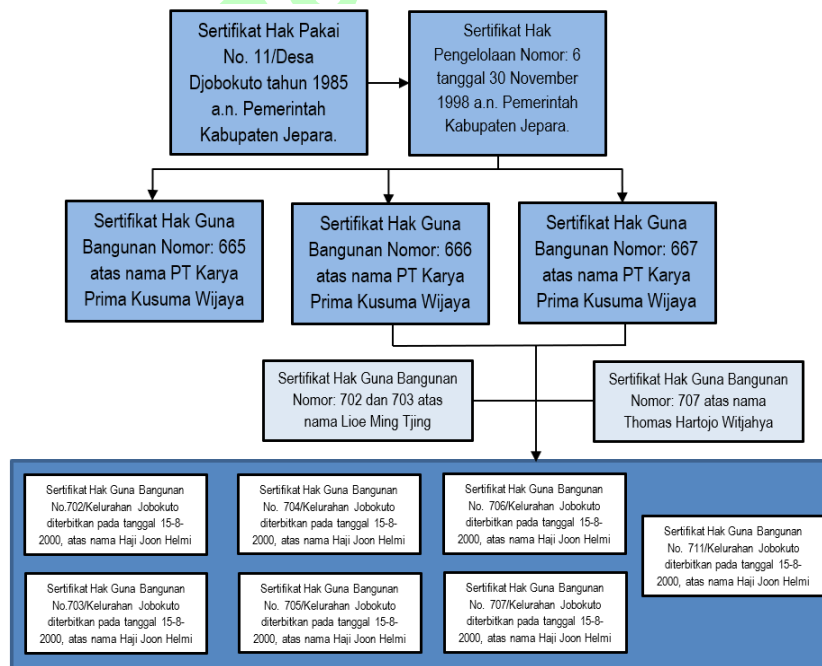 Sertifikat Hak Pakai
No. 11/Desa
Djobokuto tahun 1985
a.n. Pemerintah
Kabupaten Jepara.
Sertifikat Hak
Pengelolaan Nomor: 6
tanggal 30 November
1998 a.n. Pemerintah
Kabupaten Jepara.
Sertifikat Hak Guna
Bangunan Nomor: 665
atas nama PT Karya
Prima Kusuma Wijaya
Sertifikat Hak Guna
Bangunan Nomor: 666
atas nama PT Karya
Prima Kusuma Wijaya
Sertifikat Hak Guna
Bangunan Nomor: 667
atas nama PT Karya
Prima Kusuma Wijaya
Sertifikat Hak Guna Bangunan
Nomor: 702 dan 703 atas
nama Lioe Ming Tjing
Sertifikat Hak Guna Bangunan
Nomor: 707 atas nama
Thomas Hartojo Witjahya
Sertifikat Hak Guna Bangunan
No.702/Kelurahan Jobokuto
diterbitkan pada tanggal 15-8-
2000, atas nama Haji Joon Helmi
Sertifikat Hak Guna Bangunan
No. 704/Kelurahan Jobokuto
diterbitkan pada tanggal 15-8-
2000, atas nama Haji Joon Helmi
Sertifikat Hak Guna Bangunan
No. 706/Kelurahan Jobokuto
diterbitkan pada tanggal 15-8-
2000, atas nama Haji Joon Helmi
Sertifikat Hak Guna Bangunan
No. 711/Kelurahan Jobokuto
diterbitkan pada tanggal 15-8-
2000, atas nama Haji Joon Helmi
Sertifikat Hak Guna Bangunan
No.703/Kelurahan Jobokuto
diterbitkan pada tanggal 15-8-
2000, atas nama Haji Joon Helmi
Sertifikat Hak Guna Bangunan
No. 705/Kelurahan Jobokuto
diterbitkan pada tanggal 15-8-
2000, atas nama Haji Joon Helmi
Sertifikat Hak Guna Bangunan
No. 707/Kelurahan Jobokuto
diterbitkan pada tanggal 15-8-
2000, atas nama Haji Joon Helmi